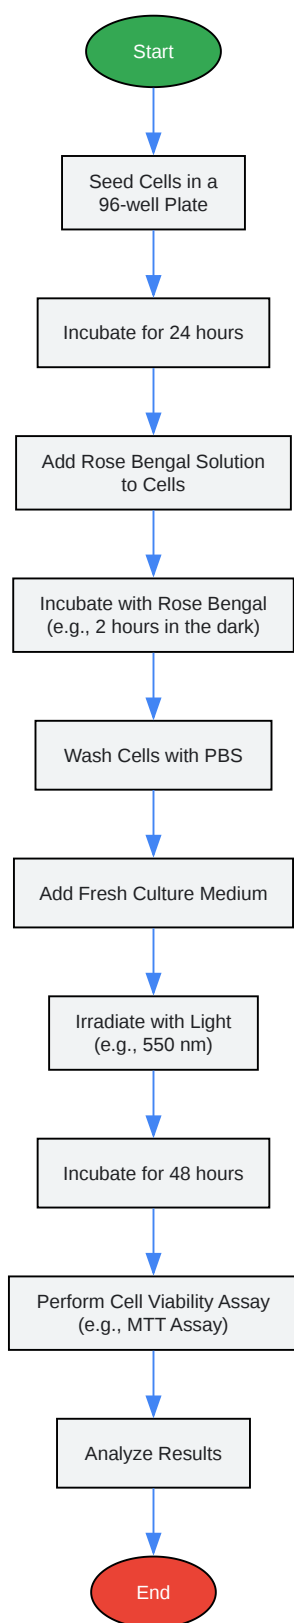 Start
Seed Cells in a
96-well Plate
Incubate for 24 hours
Add Rose Bengal Solution
to Cells
Incubate with Rose Bengal
(e.g., 2 hours in the dark)
Wash Cells with PBS
Add Fresh Culture Medium
Irradiate with Light
(e.g., 550 nm)
Incubate for 48 hours
Perform Cell Viability Assay
(e.g., MTT Assay)
Analyze Results
End